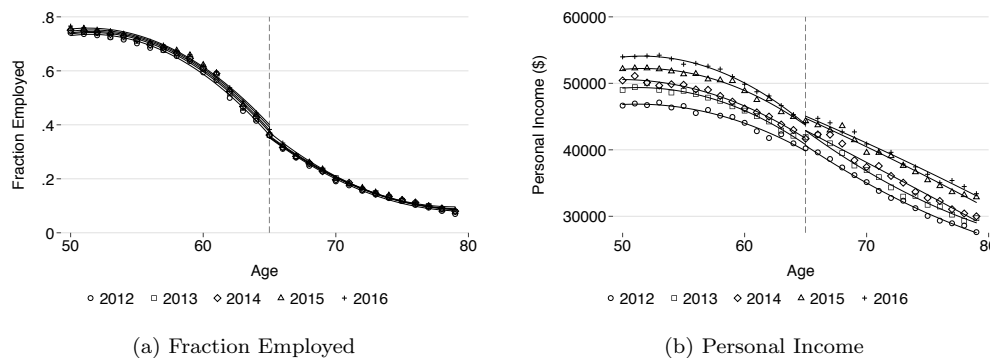 Fraction Employed
.8
.6
.4
.2
0
50
60
70
80
Age
2012 2013 2014 2015 2016
(a) Fraction Employed
Personal Income ($)
60000
50000
40000
30000
50
60
70
80
Age
2012 2013 2014 2015 2016
(b) Personal Income